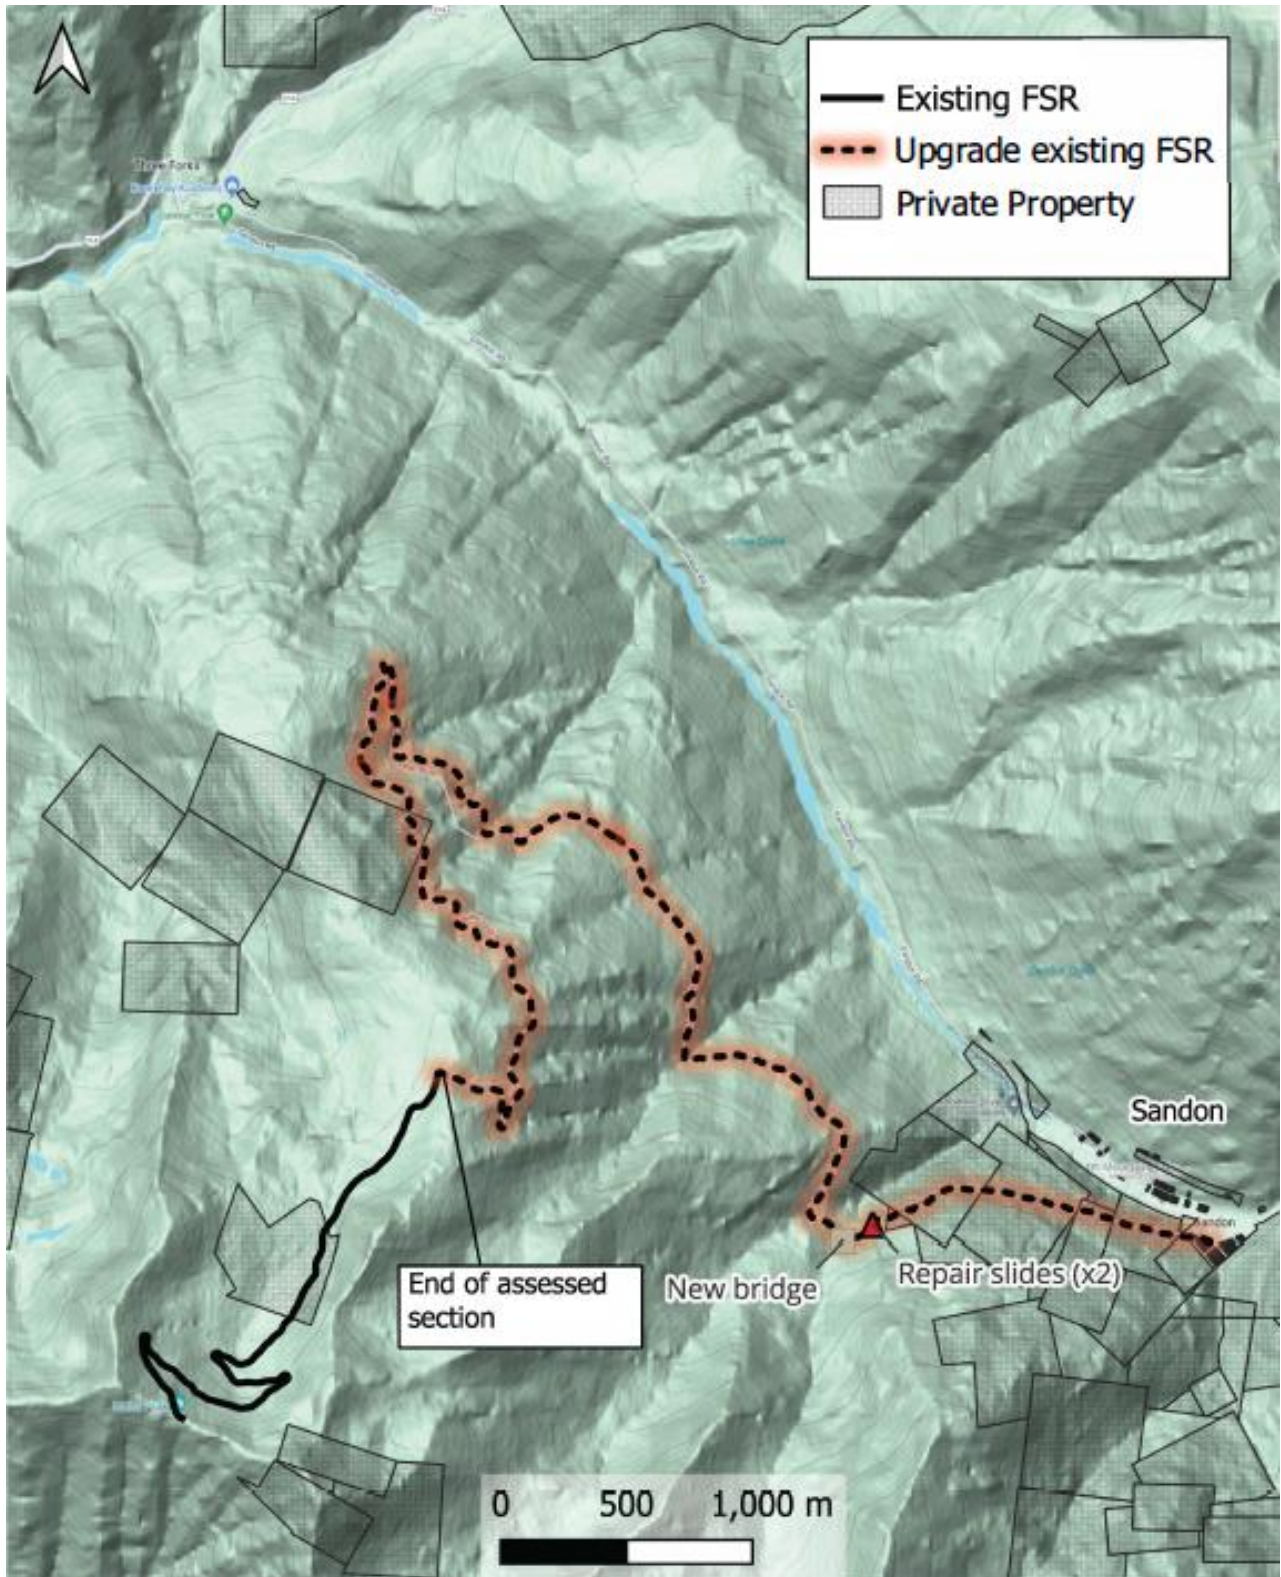 Existing FSR
Upgrade existing FSR
Private Property
Three Forks
Sandon
Sandon
New bridge
Repair slides (x2)
End of assessed
section
0 500 1,000 m